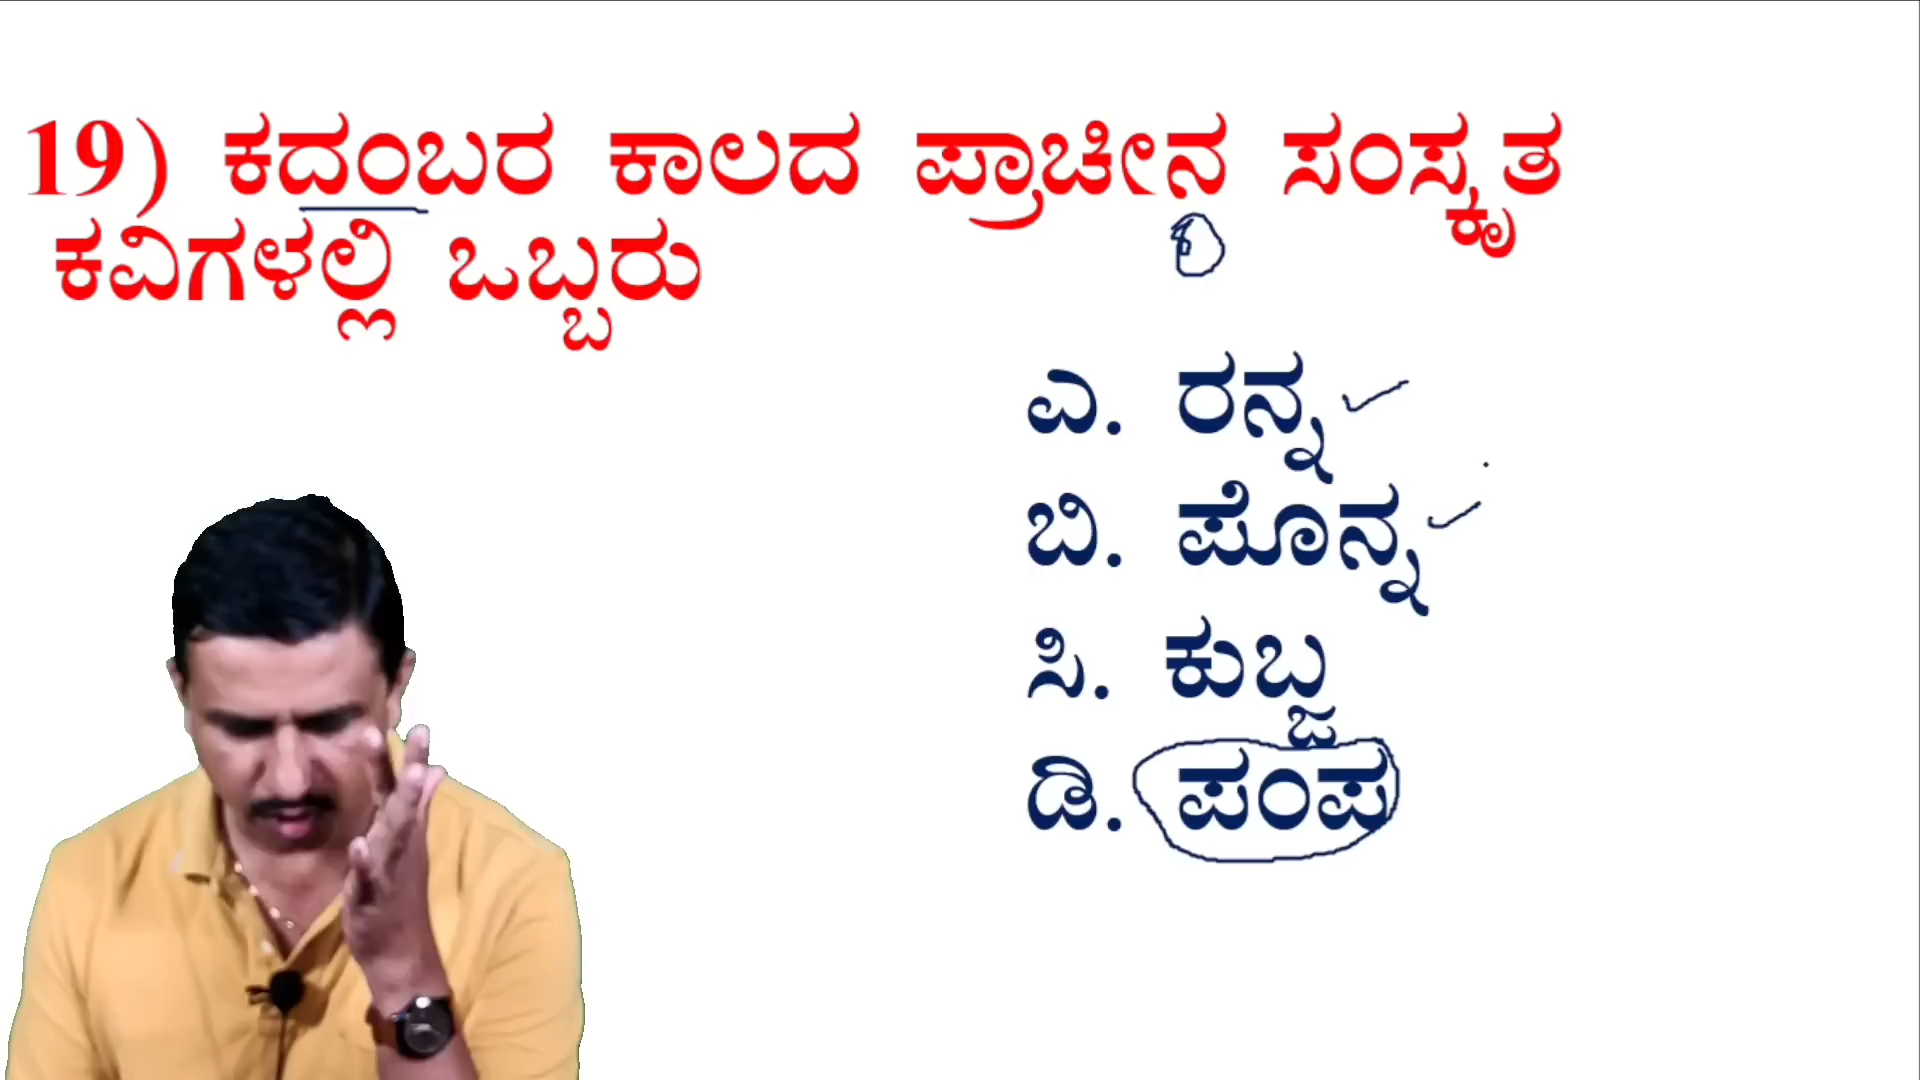 19) ಕದಂಬರ ಕಾಲದ ಪ್ರಾಚೀನ ಸಂಸ್ಕೃತ
ಕವಿಗಳಲ್ಲಿ ಒಬ್ಬರು
ಎ. ರನ್ನ
ಬಿ. ಪೊನ್ನ
ಸಿ. ಕುಬ್ಜ
ಡಿ. ಪಂಪ